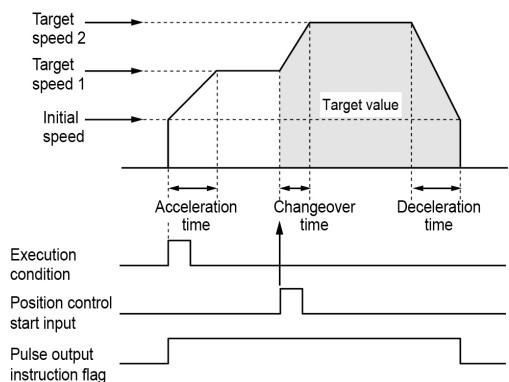 Target
speed 2
Target
speed 1
Initial
speed
Target value
Acceleration
time
Changeover
time
Deceleration
time
Execution
condition
Position control
start input
Pulse output
instruction flag